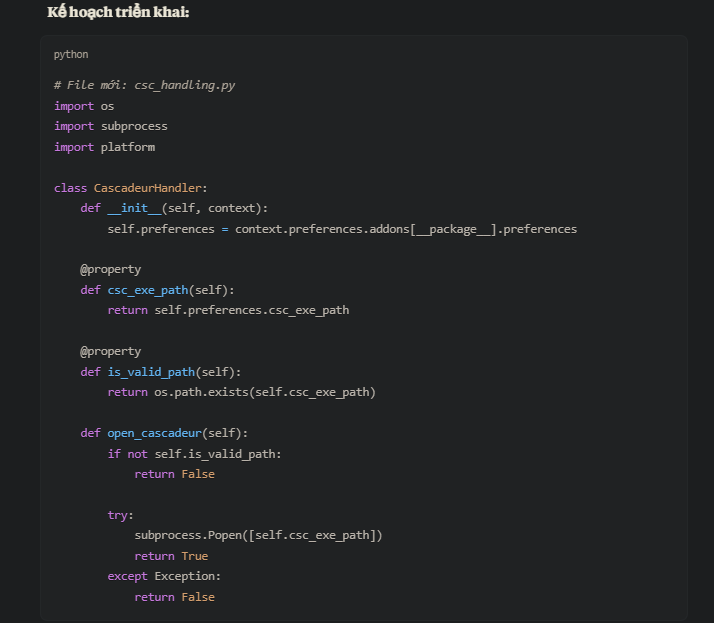 Kế hoạch triển khai:
python
# File mới: csc_handling.py
import os
import subprocess
import platform
class CascadeurHandler:
    def __init__(self, context):
        self.preferences = context.preferences.addons[__package__].preferences
    @property
    def csc_exe_path(self):
        return self.preferences.csc_exe_path
    @property
    def is_valid_path(self):
        return os.path.exists(self.csc_exe_path)
    def open_cascadeur(self):
        if not self.is_valid_path:
            return False
        try:
            subprocess.Popen([self.csc_exe_path])
            return True
        except Exception:
            return False